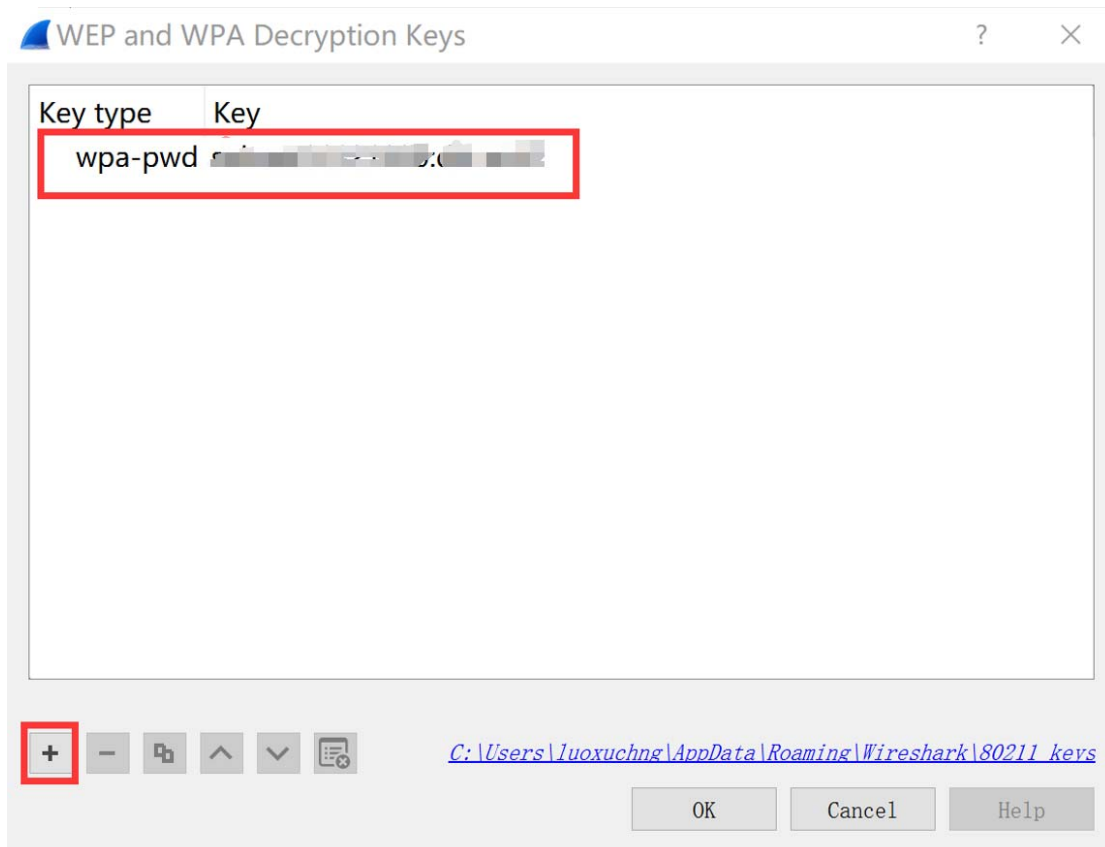 WEP and WPA Decryption Keys ?
Key type Key
wpa-pwd
C:\Users\luoxuchng\AppData\Roaming\Wireshark\80211_keys
OK Cancel Help